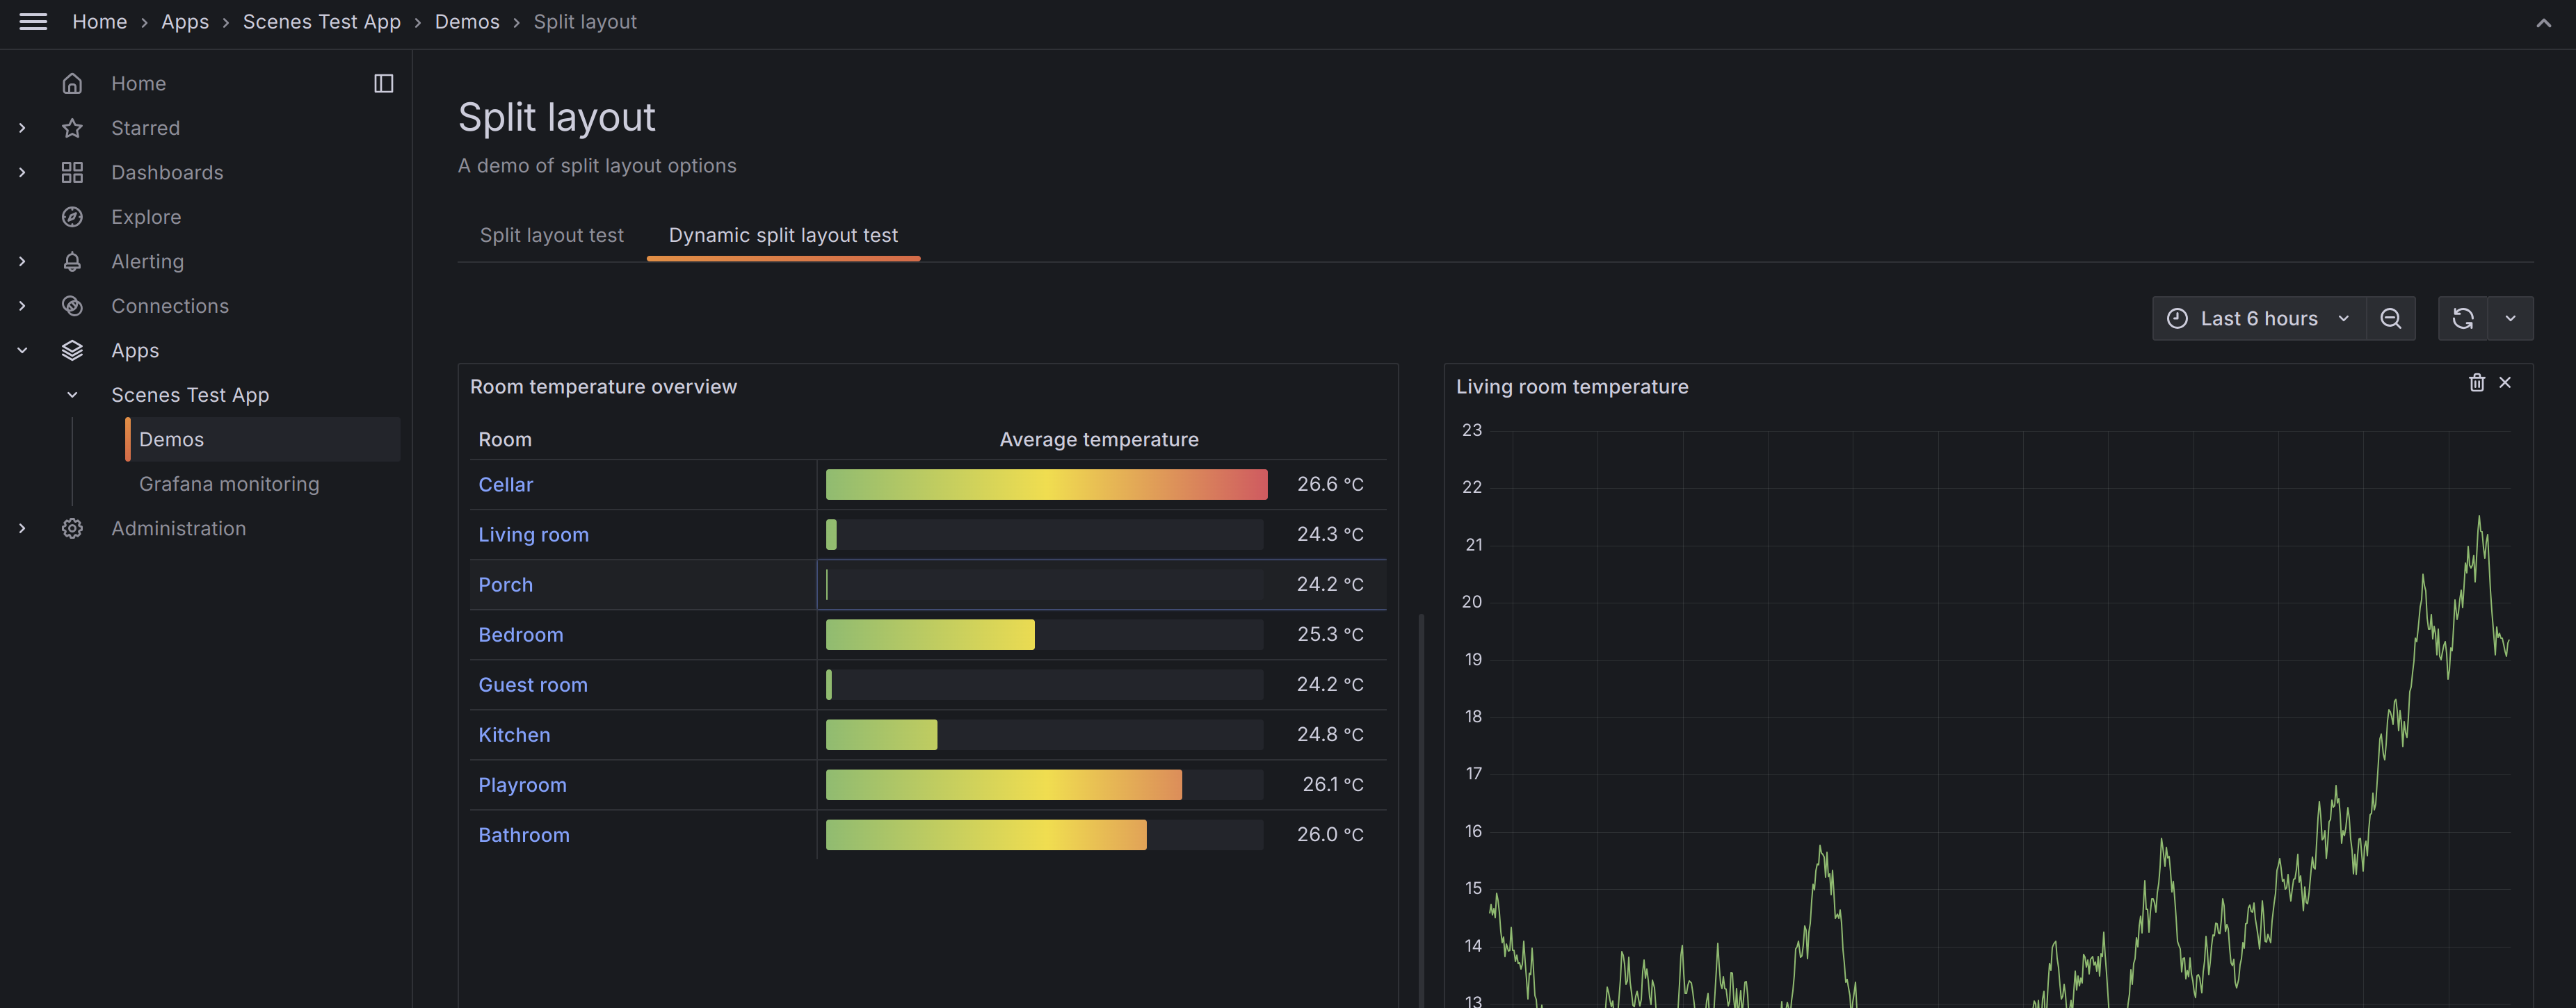 Home > Apps > Scenes Test App > Demos > Split layout
Home
Starred
Dashboards
Explore
Alerting
Connections
Apps
Scenes Test App
Demos
Grafana monitoring
Administration
Split layout
A demo of split layout options
Split layout test Dynamic split layout test
Last 6 hours
Room temperature overview
Room Average temperature
Cellar 26.6 °C
Living room 24.3 °C
Porch 24.2 °C
Bedroom 25.3 °C
Guest room 24.2 °C
Kitchen 24.8 °C
Playroom 26.1 °C
Bathroom 26.0 °C
Living room temperature
23
22
21
20
19
18
17
16
15
14
13